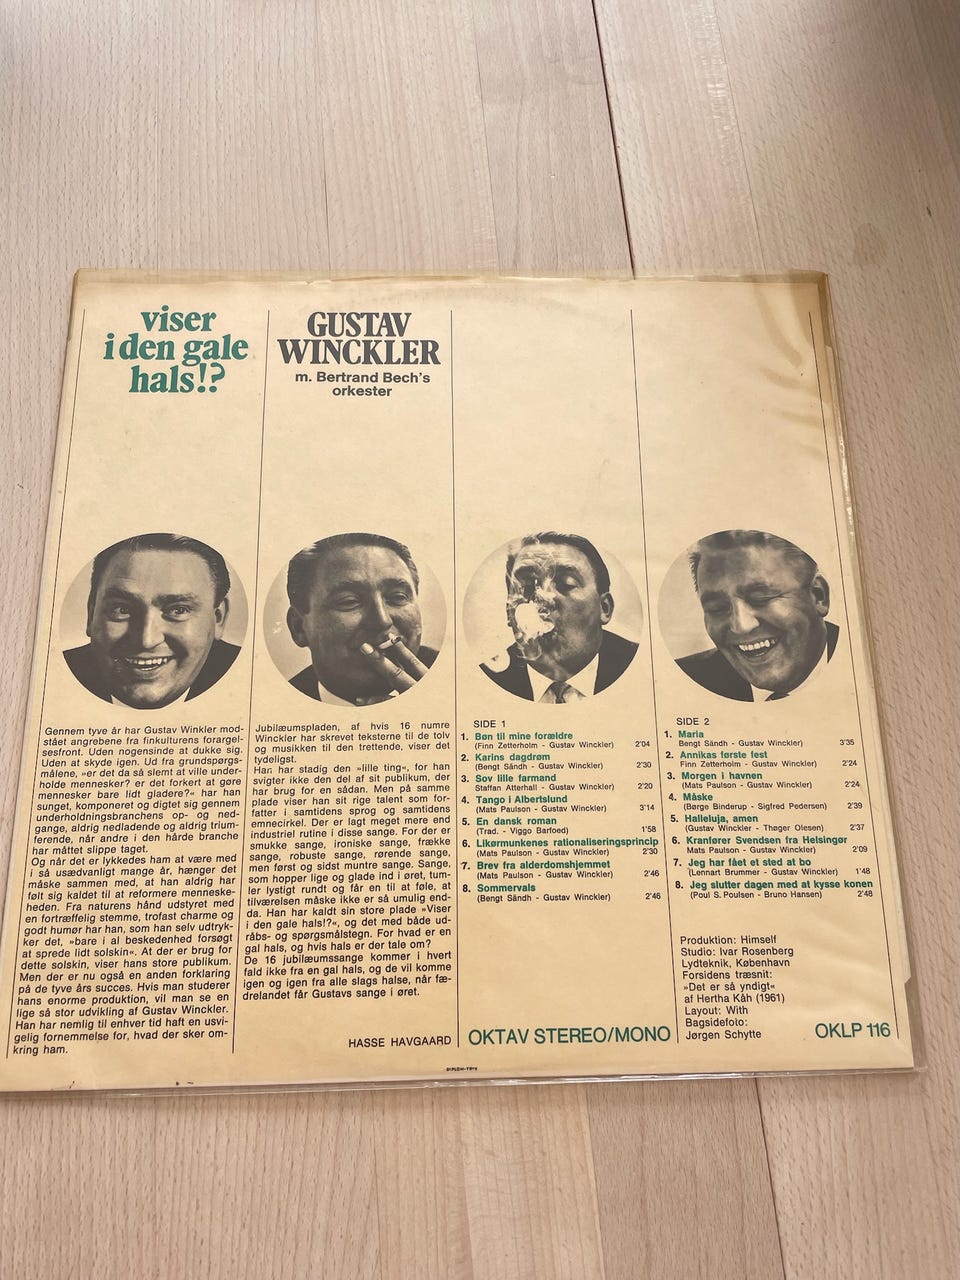 viser
i den gale
hals!?
GUSTAV
WINCKLER
m. Bertrand Bech's
orkester
Gennem tyve år har Gustav Winkler mod-
stået angrebene fra finkulturens forargel-
sesfront. Uden nogensinde at dukke sig.
Uden at skyde igen. Ud fra grundspørgs-
målene, »er det da så slemt at ville under-
holde mennesker? er det forkert at gøre
mennesker bare lidt gladere?« har han
sunget, komponeret og digtet sig gennem
underholdningsbranchens op- og ned-
gange, aldrig nedladende og aldrig trium-
ferende, når andre i den hårde branche
har måttet slippe taget.
Og når det er lykkedes ham at være med
i så usædvanligt mange år, hænger det
måske sammen med, at han aldrig har
følt sig kaldet til at reformere menneske-
heden. Fra naturens hånd udstyret med
en fortræffelig stemme, trofast charme og
godt humør har han, som han selv udtryk-
ker det, »bare i al beskedenhed forsøgt
at sprede lidt solskin«. At der er brug for
dette solskin, viser hans store publikum.
Men der er nu også en anden forklaring
på de tyve års succes. Hvis man studerer
hans enorme produktion, vil man se en
lige så stor udvikling af Gustav Winckler.
Han har nemlig til enhver tid haft en usvi-
gelig fornemmelse for, hvad der sker om-
kring ham.
Jubilæumspladen, af hvis 16 numre
Winckler har skrevet teksterne til de tolv
og musikken til den trettende, viser det
tydeligst.
Han har stadig den »lille ting«, for han
svigter ikke den del af sit publikum, der
har brug for en sådan. Men på samme
plade viser han sit rige talent som for-
fatter i samtidens sprog og samtidens
emnecirkel. Der er lagt meget mere end
industriel rutine i disse sange. For der er
smukke sange, ironiske sange, frække
sange, robuste sange, rørende sange,
men først og sidst muntre sange. Sange,
som hopper lige og glade ind i øret, tum-
ler lystigt rundt og får en til at føle, at
tilværelsen måske ikke er så umulig end-
da. Han har kaldt sin store plade »Viser
i den gale hals!?«, og det med både ud-
råbs- og spørgsmålstegn. For hvad er en
gal hals, og hvis hals er der tale om?
De 16 jubilæumssange kommer i hvert
fald ikke fra en gal hals, og de vil komme
igen og igen fra alle slags halse, når fæ-
drelandet får Gustavs sange i øret.
HASSE HAVGAARD
SIDE 1
1. Bøn til mine forældre
(Finn Zetterholm - Gustav Winckler) 2'04
2. Karins dagdrøm
(Bengt Sändh - Gustav Winckler) 2'30
3. Sov lille farmand
Staffan Atterhall - Gustav Winckler) 2'20
4. Tango i Albertslund
(Mats Paulson - Gustav Winckler) 3'14
5. En dansk roman
(Trad. - Viggo Barfoed) 1'58
6. Likørmunkenes rationaliseringsprincip
(Mats Paulson - Gustav Winckler) 2'30
7. Brev fra alderdomshjemmet
(Mats Paulson - Gustav Winckler) 2'46
8. Sommervals
(Bengt Sändh - Gustav Winckler) 2'46
OKTAV STEREO/MONO
SIDE 2
1. Maria
Bengt Sändh - Gustav Winckler) 3'35
2. Annikas første fest
Finn Zetterholm - Gustav Winckler) 2'24
3. Morgen i havnen
(Mats Paulson - Gustav Winckler) 2'24
4. Måske
(Børge Binderup - Sigfred Pedersen) 2'39
5. Halleluja, amen
(Gustav Winckler - Thøger Olesen) 2'37
6. Kranfører Svendsen fra Helsingør
Mats Paulson - Gustav Winckler) 2'09
7. Jeg har fået et sted at bo
(Lennart Brummer - Gustav Winckler) 1'48
8. Jeg slutter dagen med at kysse konen
(Poul S. Poulsen - Bruno Hansen) 2'48
Produktion: Himself
Studie: Ivar Rosenberg
Lydteknik, København
Forsidens træsnit:
»Det er så yndigt«
af Hertha Kåh (1961)
Layout: With
Bagsidefoto:
Jørgen Schytte
OKLP 116